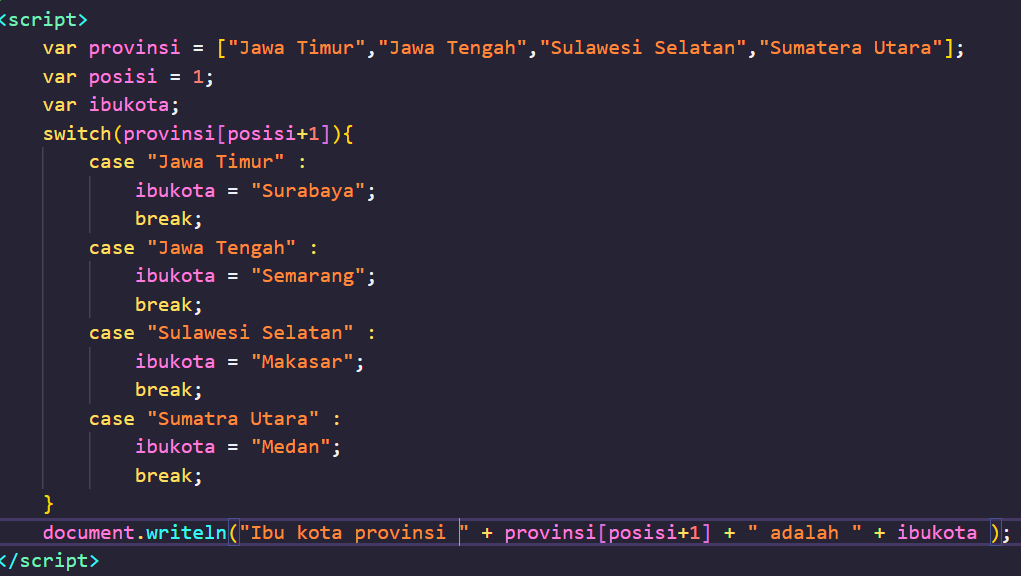 <script>
var provinsi = ["Jawa Timur","Jawa Tengah","Sulawesi Selatan","Sumatera Utara"];
var posisi = 1;
var ibukota;
switch(provinsi[posisi+1]){
case "Jawa Timur" :
ibukota = "Surabaya";
break;
case "Jawa Tengah" :
ibukota = "Semarang";
break;
case "Sulawesi Selatan" :
ibukota = "Makasar";
break;
case "Sumatra Utara" :
ibukota = "Medan";
break;
}
document.writeln("Ibu kota provinsi " + provinsi[posisi+1] + " adalah " + ibukota );
</script>